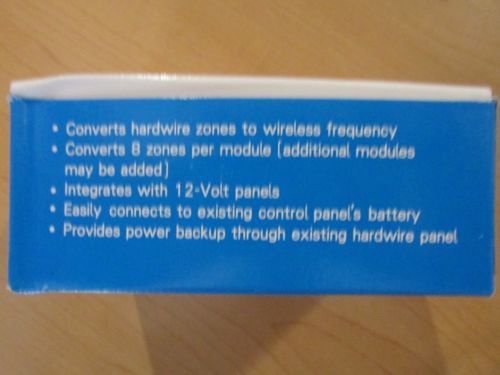 • Converts hardwire zones to wireless frequency
• Converts 8 zones per module (additional modules
may be added)
• Integrates with 12-Volt panels
• Easily connects to existing control panel's battery
• Provides power backup through existing hardwire panel